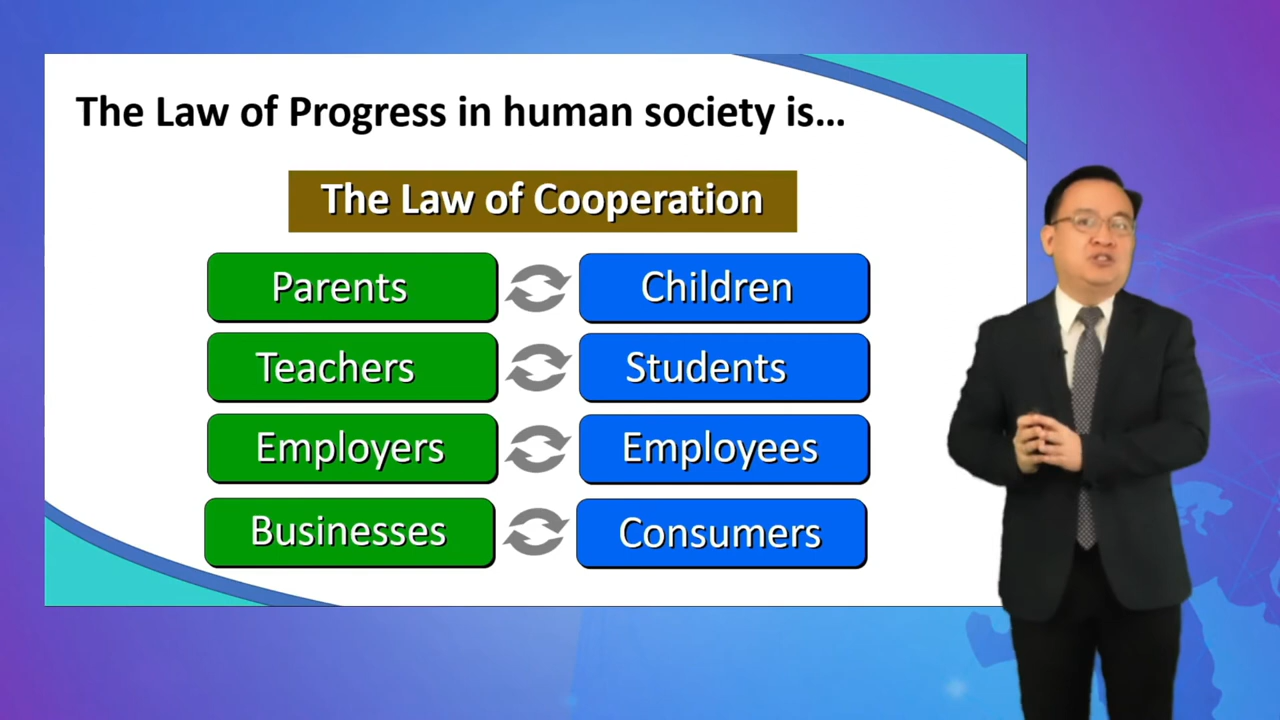 The Law of Progress in human society is...
The Law of Cooperation
Parents Children
Teachers Students
Employers Employees
Businesses Consumers